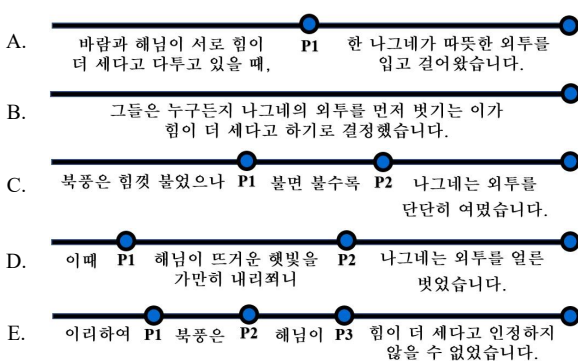 A. 바람과 해님이 서로 힘이 P1 한 나그네가 따뜻한 외투를
더 세다고 다투고 있을 때, 입고 걸어왔습니다.
B. 그들은 누구든지 나그네의 외투를 먼저 벗기는 이가
힘이 더 세다고 하기로 결정했습니다.
C. 북풍은 힘껏 불었으나 P1 불면 불수록 P2 나그네는 외투를
단단히 여몄습니다.
D. 이때 P1 해님이 뜨거운 햇빛을 P2 나그네는 외투를 얼른
가만히 내리쬐니 벗었습니다.
E. 이리하여 P1 북풍은 P2 해님이 P3 힘이 더 세다고 인정하지
않을 수 없었습니다.